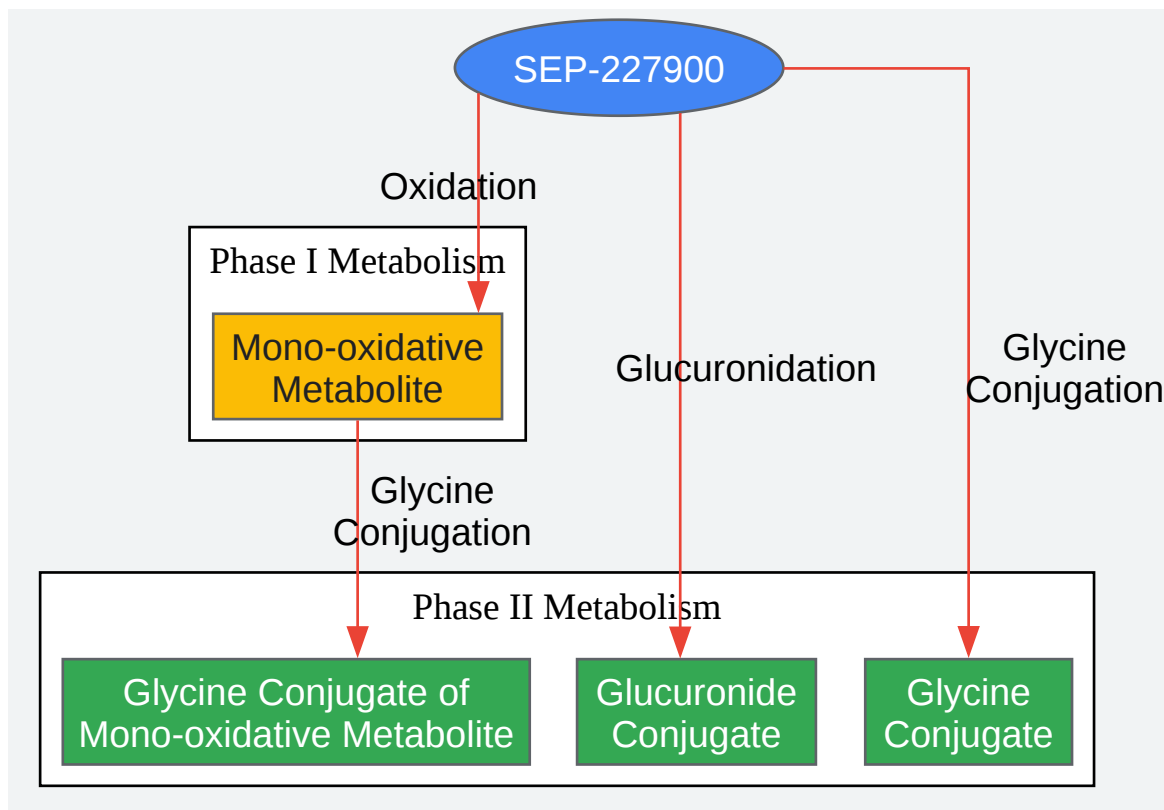 SEP-227900
Oxidation
Phase I Metabolism
Mono-oxidative
Metabolite
Glucuronidation
Glycine
Conjugation
Glycine
Conjugation
Phase II Metabolism
Glycine Conjugate of
Mono-oxidative Metabolite
Glucuronide
Conjugate
Glycine
Conjugate